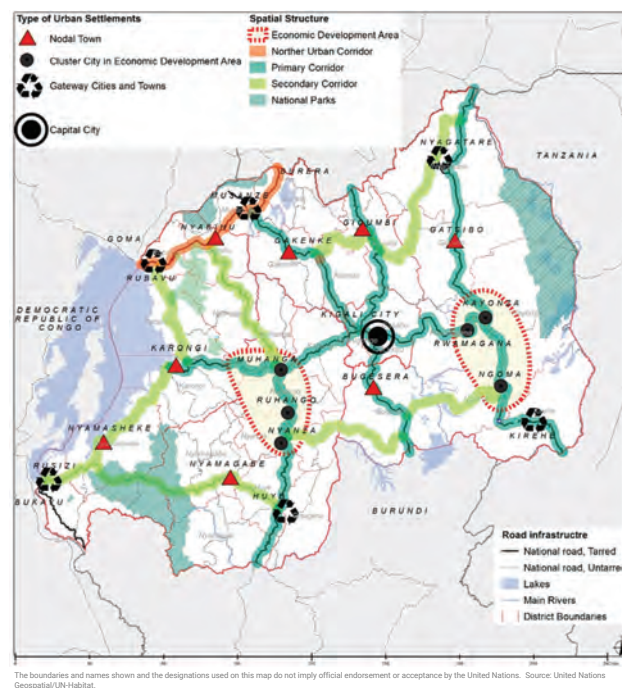 Type of Urban Settlements
Nodal Town
Cluster City in Economic Development Area
Gateway Cities and Towns
Capital City
Spatial Structure
Economic Development Area
Norther Urban Corridor
Primary Corridor
Secondary Corridor
National Parks
BURERA
NYAGATARE
TANZANIA
MUSANZE
GICUMBI
NYABIHU
GAKENKE
GATSIBO
GOMA
RUBAVU
DEMOCRATIC
REPUBLIC OF
CONGO
KIGALI CITY
KAYONZA
RWAMAGANA
KARONGI
MUHANGA
BUGESERA
NGOMA
RUHANGO
NYAMASHEKE
NYANZA
KIREHE
RUSIZI
NYAMAGABE
BUKAVU
HUYE
BURUNDI
Road infrastructre
National road, Tarred
National road, Untarred
Lakes
Main Rivers
District Boundaries
The boundaries and names shown and the designations used on this map do not imply official endorsement or acceptance by the United Nations. Source: United Nations
Geospatial/UN-Habitat.